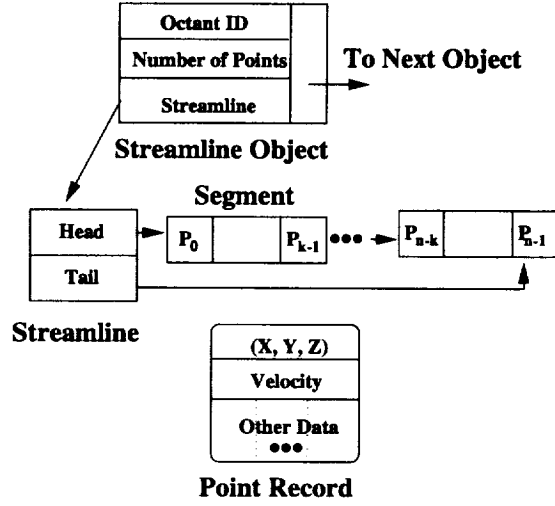 Octant ID
Number of Points
Streamline
To Next Object
Streamline Object
Segment
Head
P0
Pk-1
●●●
Pn-k
Pn-1
Tail
Streamline
(X, Y, Z)
Velocity
Other Data
●●●
Point Record